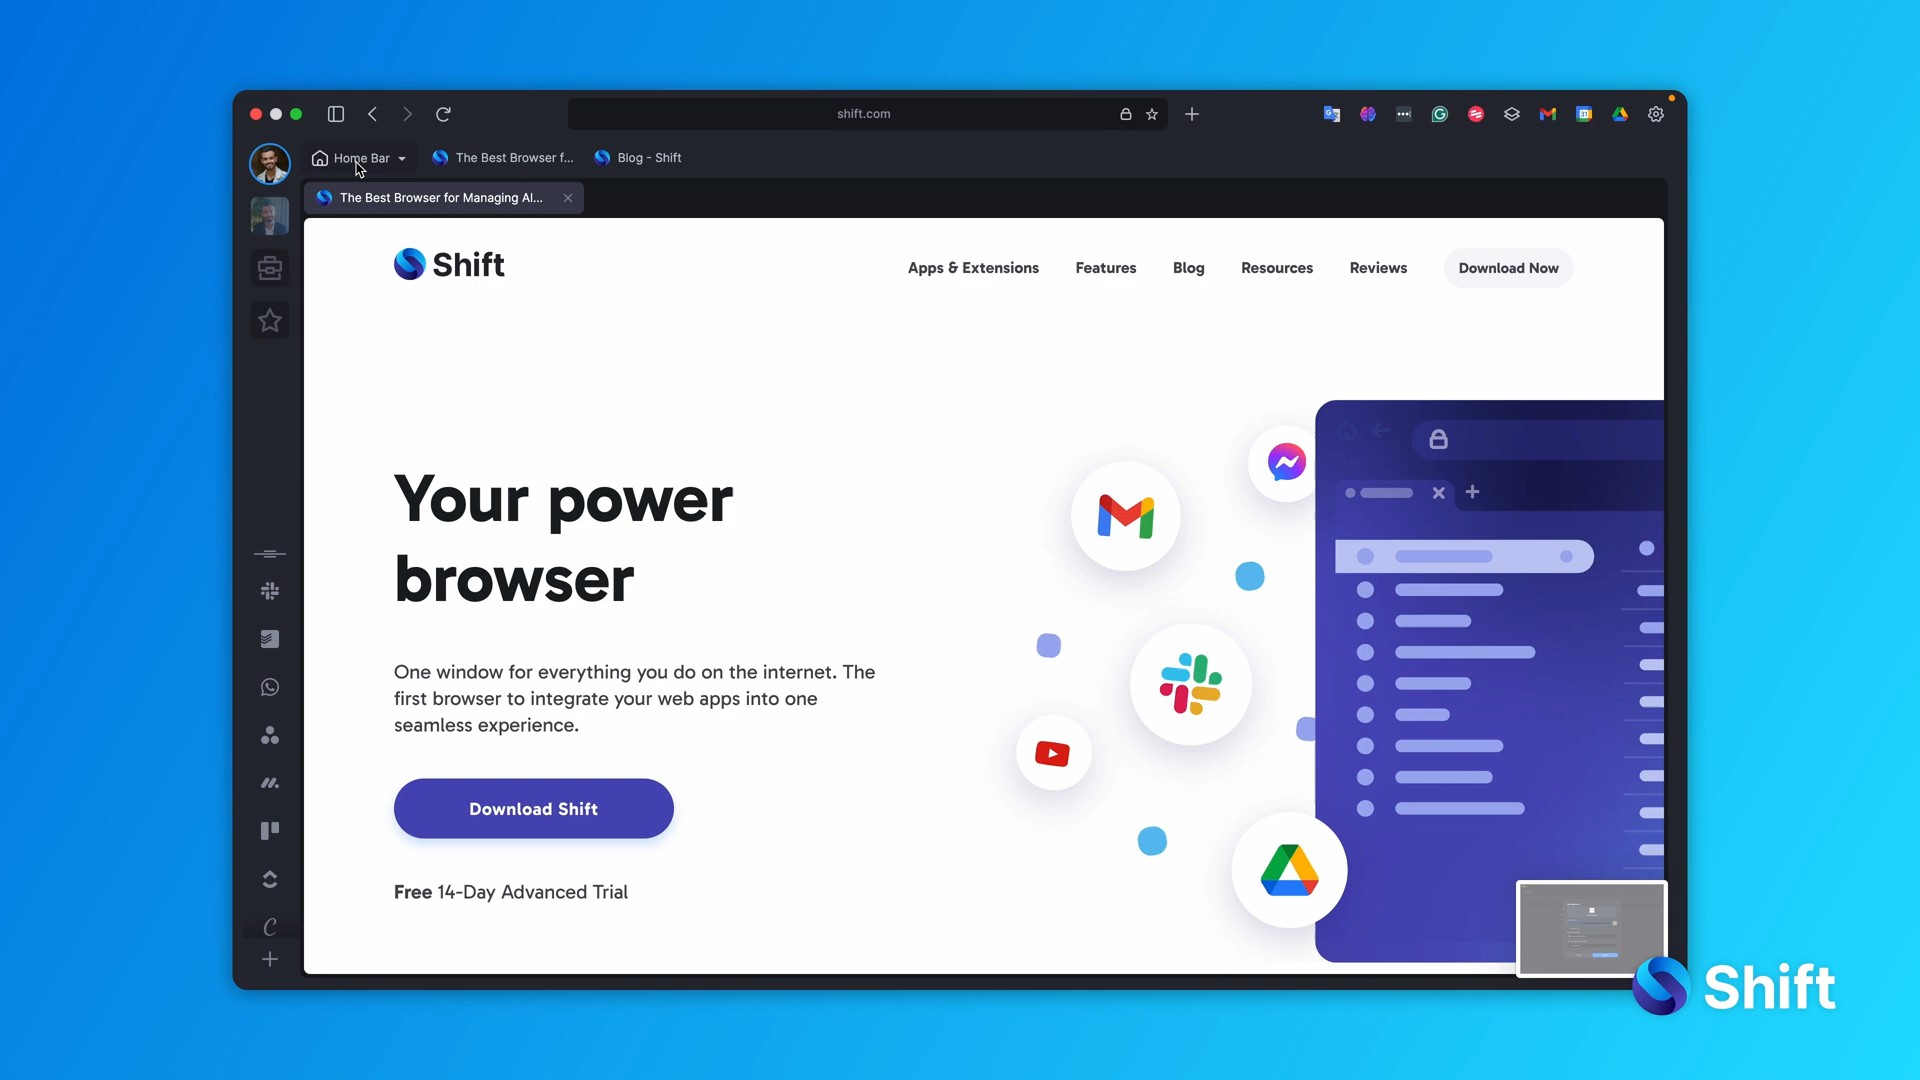 shift.com
31
Home Bar
The Best Browser f...
Blog - Shift
The Best Browser for Managing Al...
Shift
Apps & Extensions
Features
Blog
Resources
Reviews
Download Now
Your power
browser
One window for everything you do on the internet. The
first browser to integrate your web apps into one
seamless experience.
Download Shift
Free 14-Day Advanced Trial
Shift